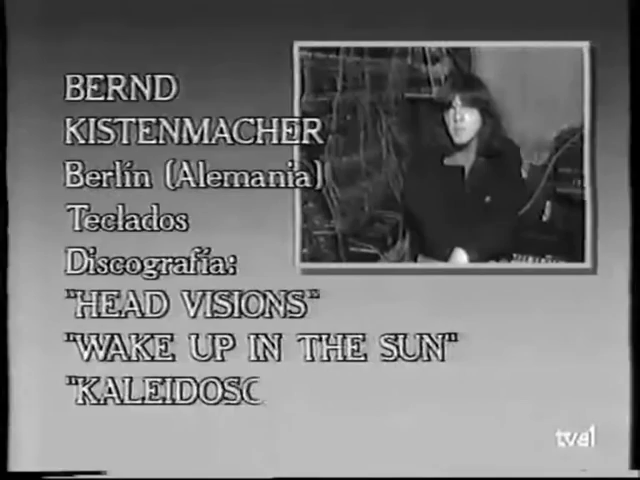 BERND
KISTENMACHER
Berlín (Alemania)
Teclados
Discografía:
"HEAD VISIONS"
"WAKE UP IN THE SUN"
"KALEIDOSC
tve1